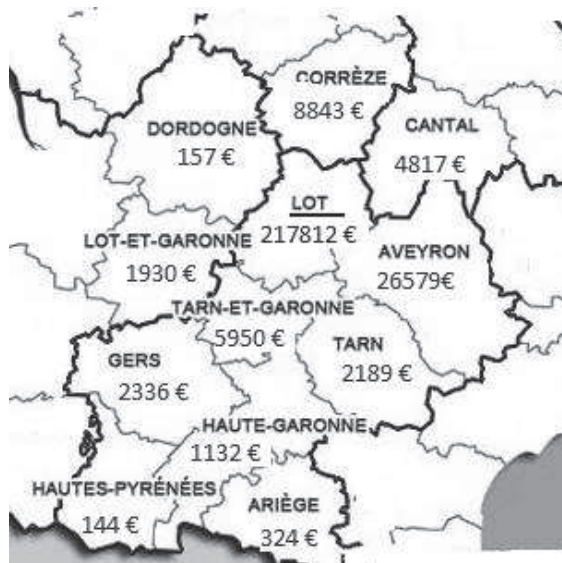 CORRÈZE
8843 €
DORDOGNE
157 €
CANTAL
4817 €
LOT
217812 €
LOT-ET-GARONNE
1930 €
AVEYRON
26579€
TARN-ET-GARONNE
5950 €
GERS
2336 €
TARN
2189 €
HAUTE-GARONNE
1132 €
HAUTES-PYRÉNÉES
144 €
ARIÈGE
324 €